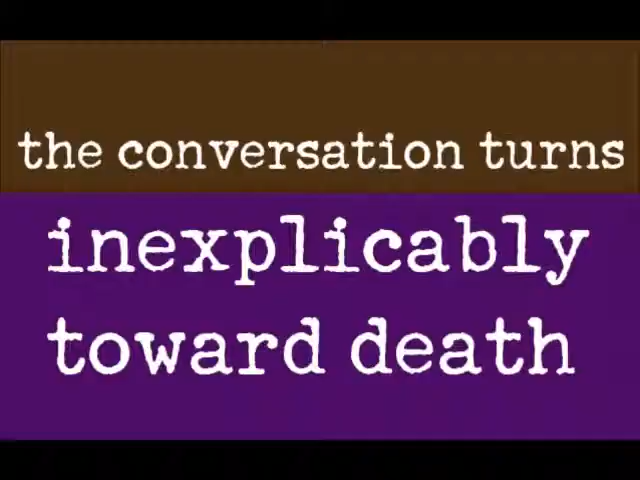 the conversation turns
inexplicably
toward death